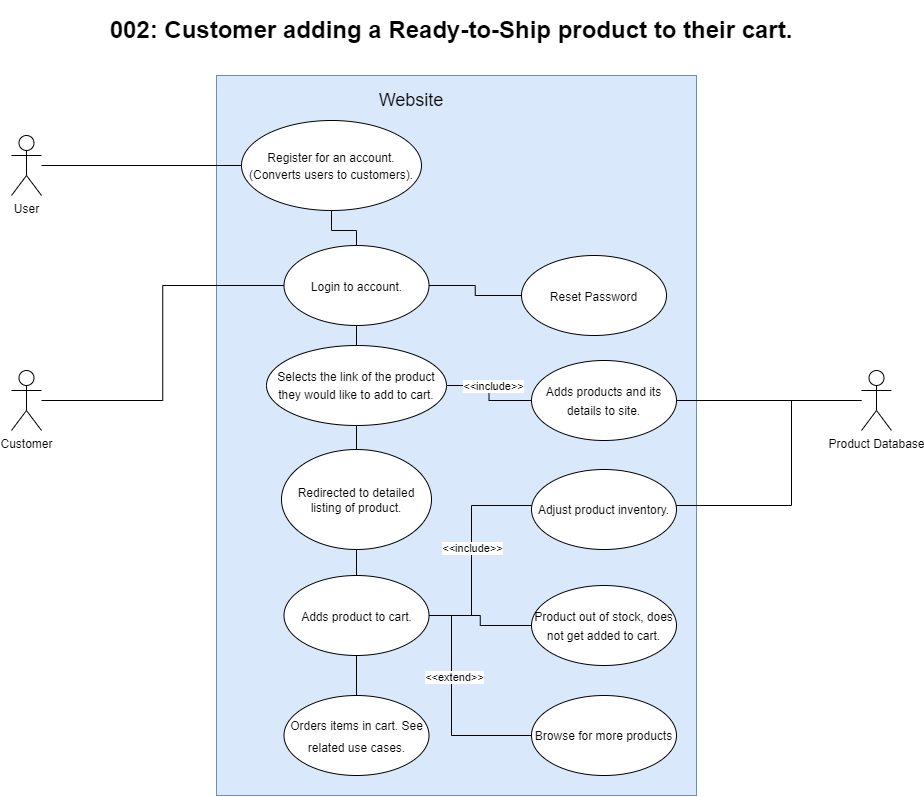 002: Customer adding a Ready-to-Ship product to their cart.
Website
Register for an account.
(Converts users to customers).
User
Login to account.
Reset Password
Selects the link of the product
they would like to add to cart.
<<include>>
Adds products and its
details to site.
Customer
Product Database
Redirected to detailed
listing of product.
Adjust product inventory.
<<include>>
Adds product to cart.
Product out of stock, does
not get added to cart.
<<extend>>
Orders items in cart. See
related use cases.
Browse for more products